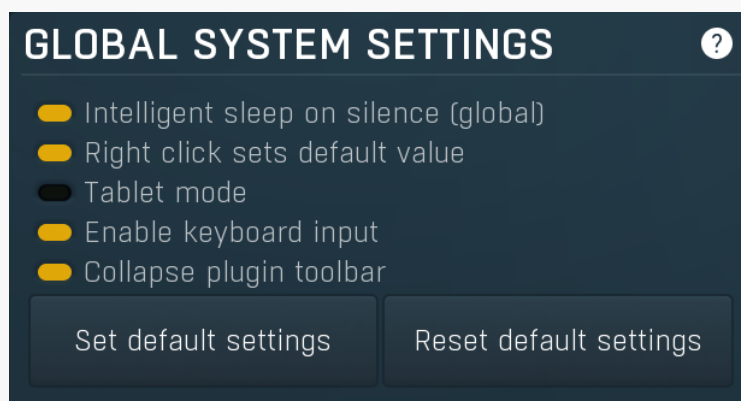 GLOBAL SYSTEM SETTINGS ?
Intelligent sleep on silence (global)
Right click sets default value
Tablet mode
Enable keyboard input
Collapse plugin toolbar
Set default settings Reset default settings